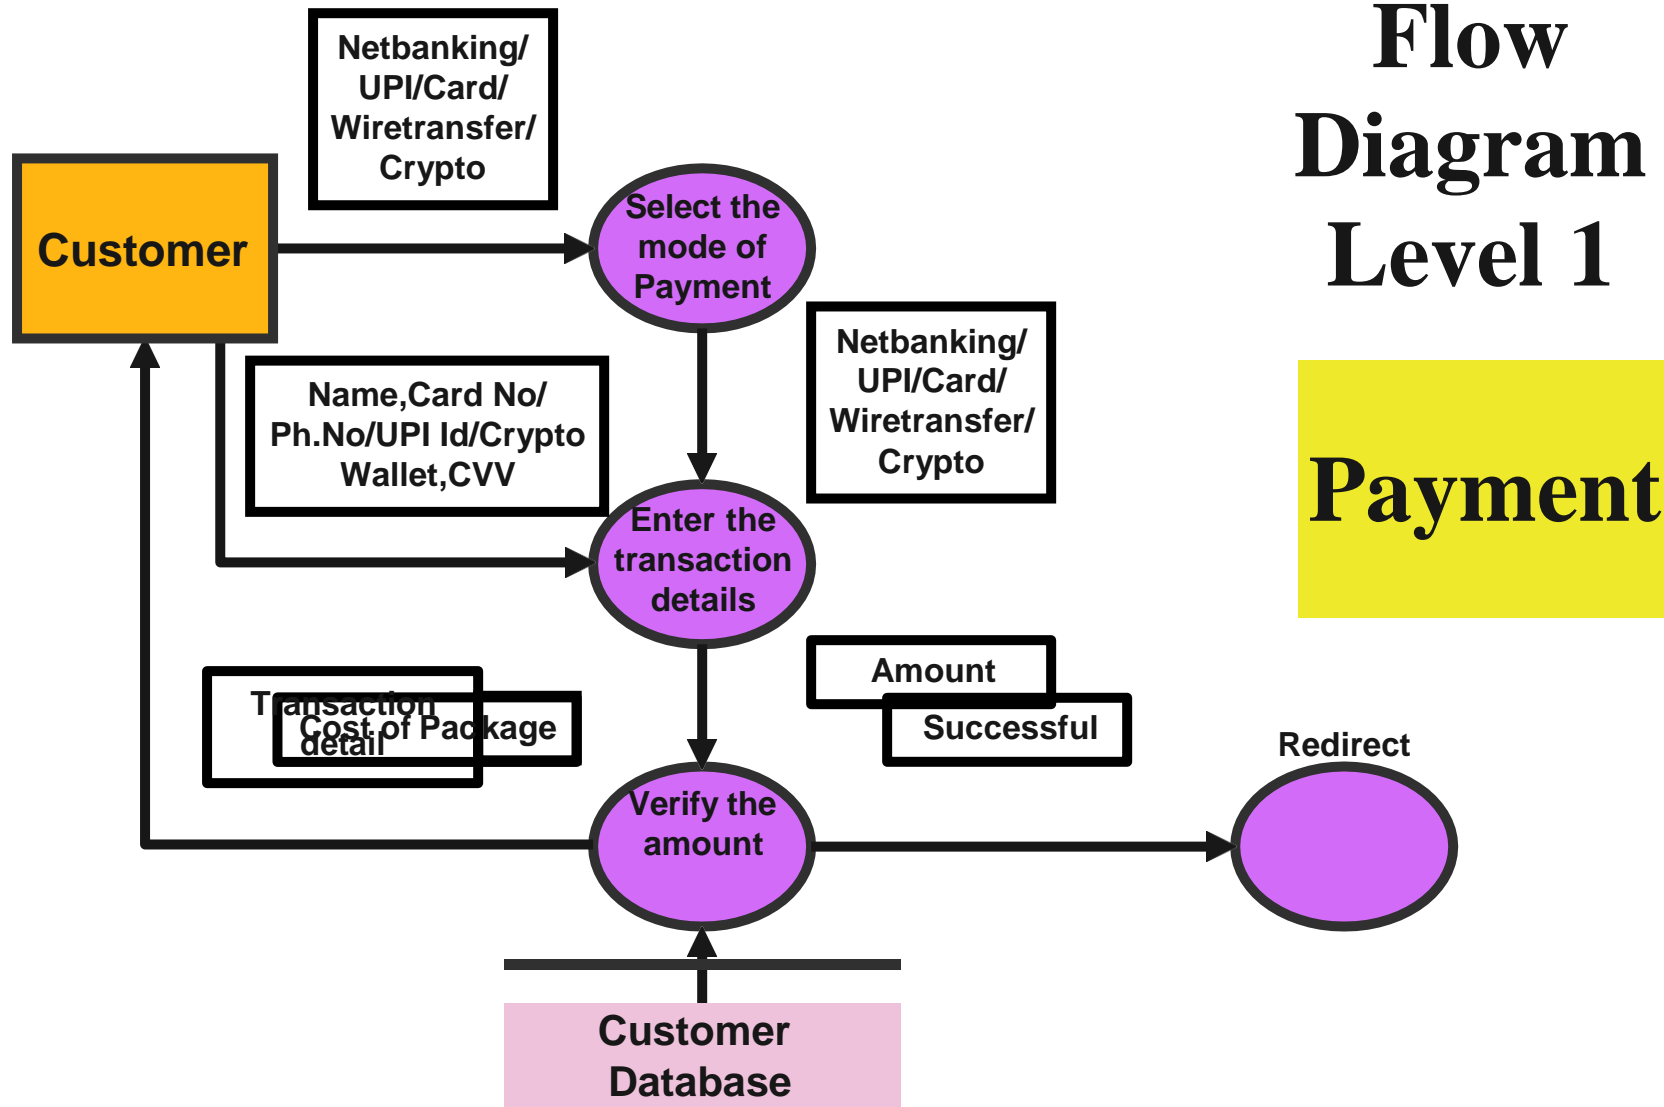 Flow
Diagram
Level 1
Payment
Netbanking/
UPI/Card/
Wiretransfer/
Crypto
Customer
Select the
mode of
Payment
Netbanking/
UPI/Card/
Wiretransfer/
Crypto
Name,Card No/
Ph.No/UPI Id/Crypto
Wallet,CVV
Enter the
transaction
details
Amount
Transaction
detail
Cost of Package
Successful
Redirect
Verify the
amount
Customer
Database